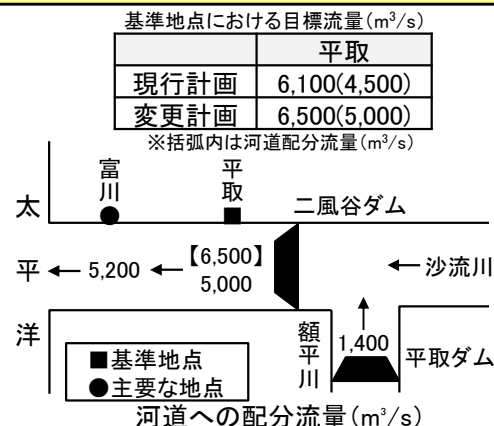 基準地点における目標流量(m³/s)
平取
現行計画 6,100(4,500)
変更計画 6,500(5,000)
※括弧内は河道配分流量(m³/s)
富川
平取
二風谷ダム
太平洋
5,200
【6,500】
5,000
沙流川
額平川
1,400
平取ダム
■基準地点
●主要な地点
河道への配分流量(m³/s)